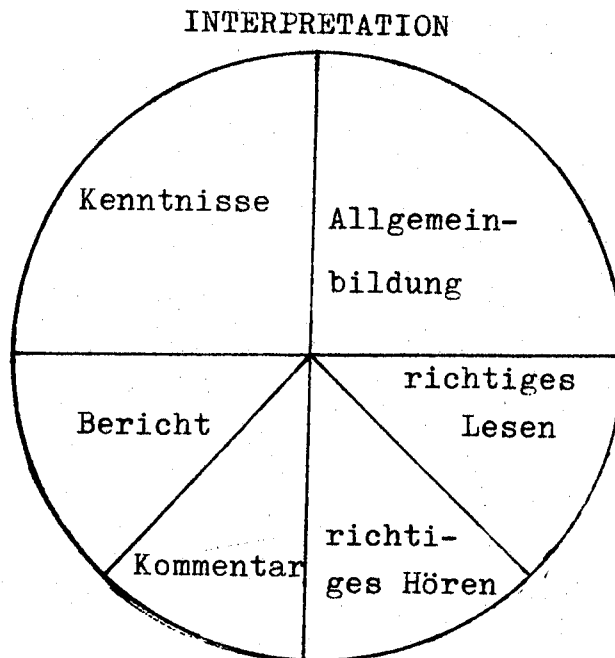 INTERPRETATION
Kenntnisse
Allgemein-
bildung
richtiges
Lesen
Bericht
Kommentar
richti-
ges Hören